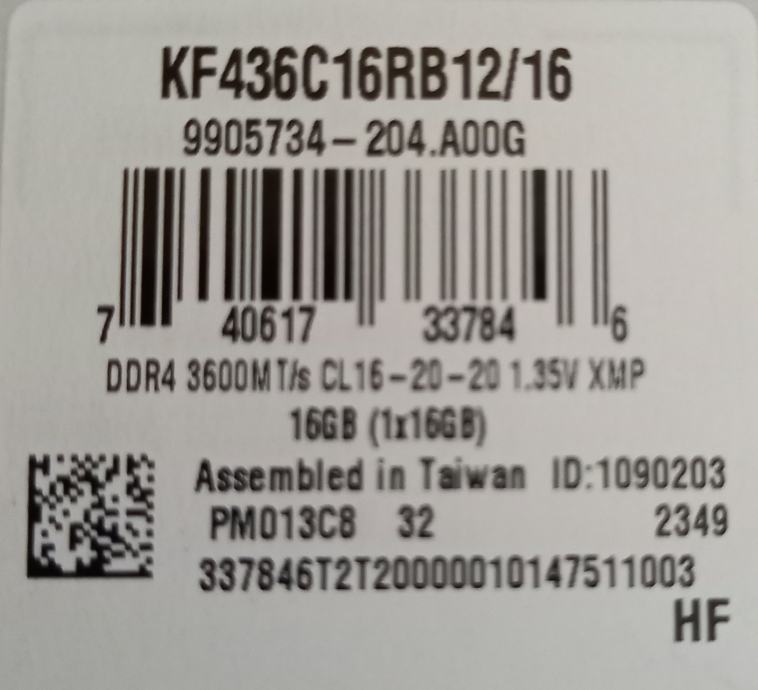 KF436C16RB12/16
9905734-204.A00G
7 40617 33784 6
DDR4 3600MT/s CL16-20-20 1.35V XMP
16GB (1x16GB)
Assembled in Taiwan ID:1090203
PM013C8 32 2349
337846T2T20000010147511003
HF